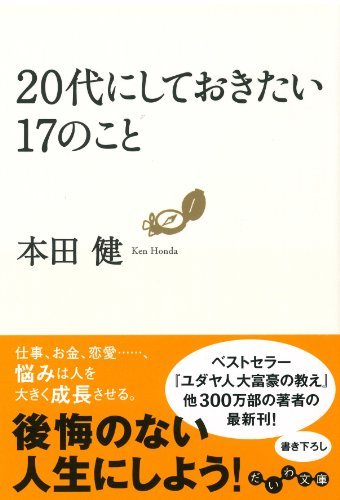 20代にしておきたい
17のこと
本田 健
Ken Honda
仕事、お金、恋愛……、
悩みは人を
大きく成長させる。
後悔のない
人生にしよう!
ベストセラー
『ユダヤ人大富豪の教え』
他300万部の著者の
最新刊!
書き下ろし
だいわ文庫